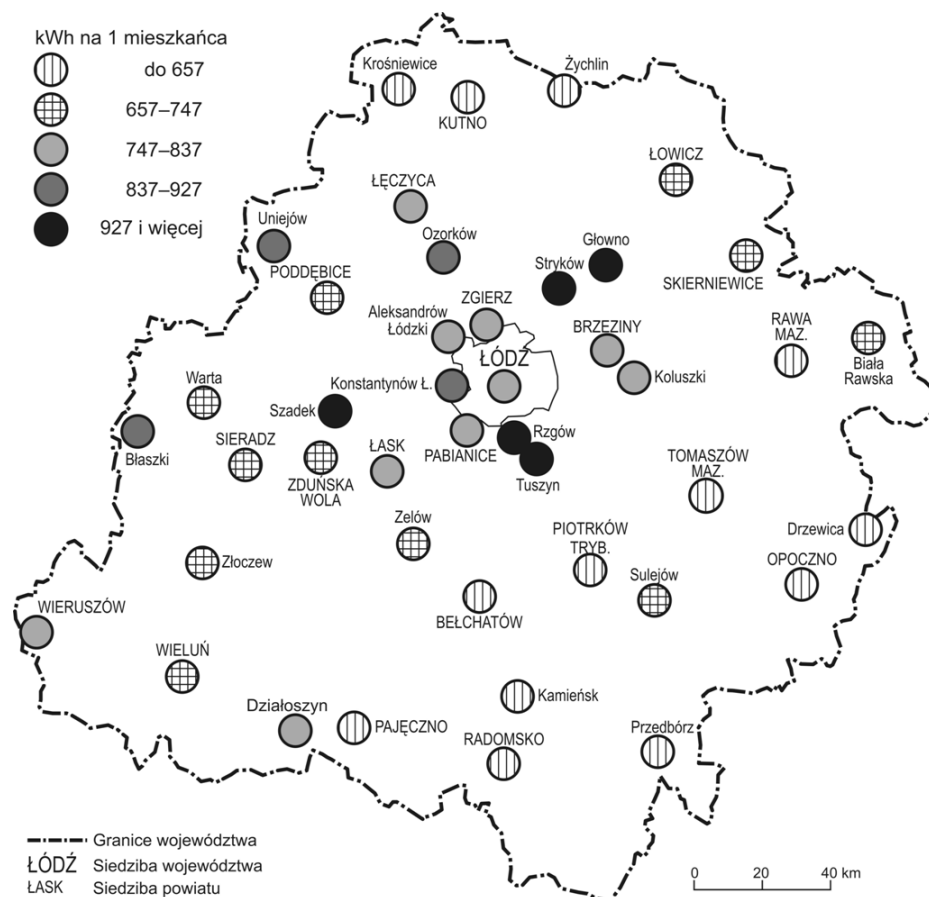 kWh na 1 mieszkańca
do 657
657–747
747–837
837–927
927 i więcej
Krośniewice
KUTNO
Żychlin
ŁOWICZ
ŁĘCZYCA
Uniejów
Ozorków
Głowno
Stryków
SKIERNIEWICE
PODDĘBICE
Aleksandrów
Łódzki
ZGIERZ
BRZEZINY
RAWA
MAZ.
Biała
Rawska
ŁÓDŹ
Koluszki
Warta
Konstantynów Ł.
Szadek
Błaszki
SIERADZ
ZDUŃSKA
WOLA
ŁASK
PABIANICE
Rzgów
Tuszyn
TOMASZÓW
MAZ.
Zelów
PIOTRKÓW
TRYB.
Drzewica
OPOCZNO
Złoczew
Sulejów
BEŁCHATÓW
WIERUSZÓW
WIELUŃ
Kamieńsk
Działoszyn
PAJĘCZNO
RADOMSKO
Przedbórz
Granice województwa
ŁÓDŹ Siedziba województwa
ŁASK Siedziba powiatu
0 20 40 km